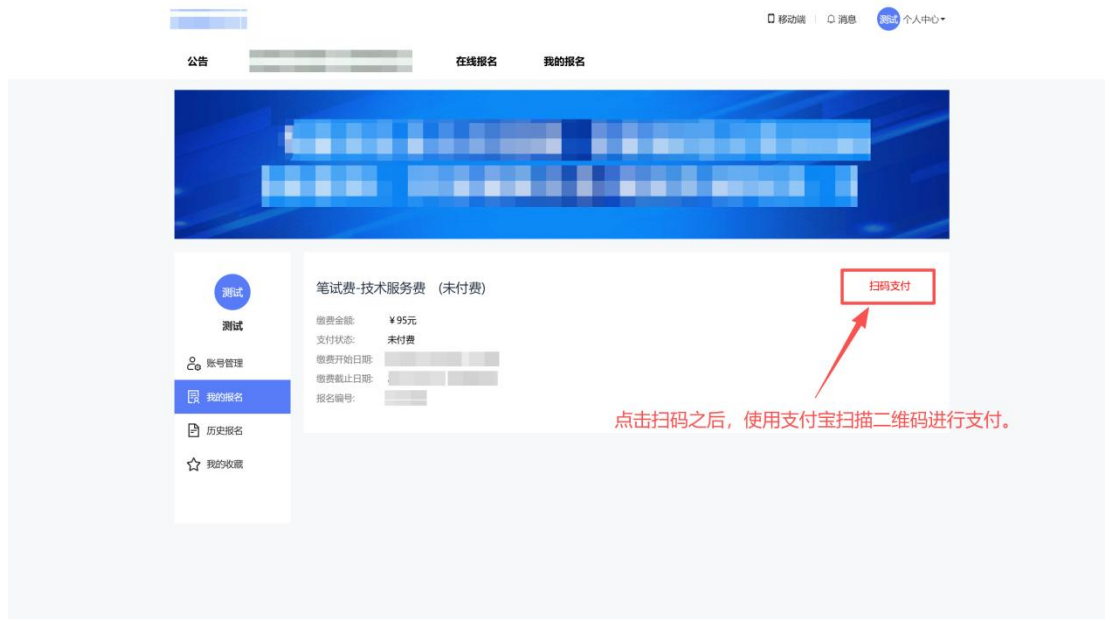 移动端
消息
测试 个人中心
公告
在线报名
我的报名
测试
测试
账号管理
我的报名
历史报名
我的收藏
笔试费-技术服务费 (未付费)
扫码支付
缴费金额: ¥95元
支付状态: 未付费
缴费开始日期:
缴费截止日期:
报名编号:
点击扫码之后，使用支付宝扫描二维码进行支付。